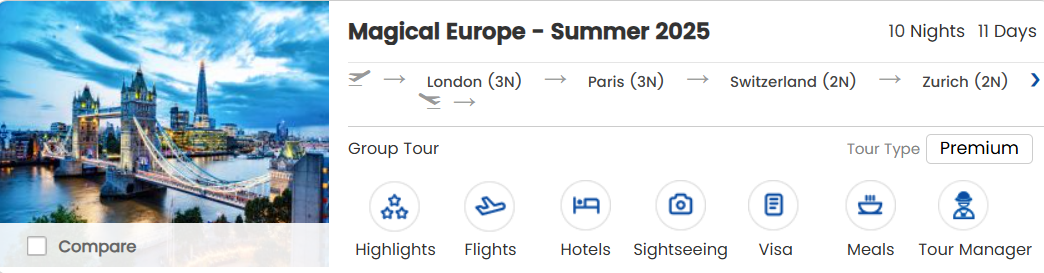 Magical Europe - Summer 2025 10 Nights 11 Days
London (3N) Paris (3N) Switzerland (2N) Zurich (2N)
Group Tour Tour Type Premium
Highlights Flights Hotels Sightseeing Visa Meals Tour Manager
Compare